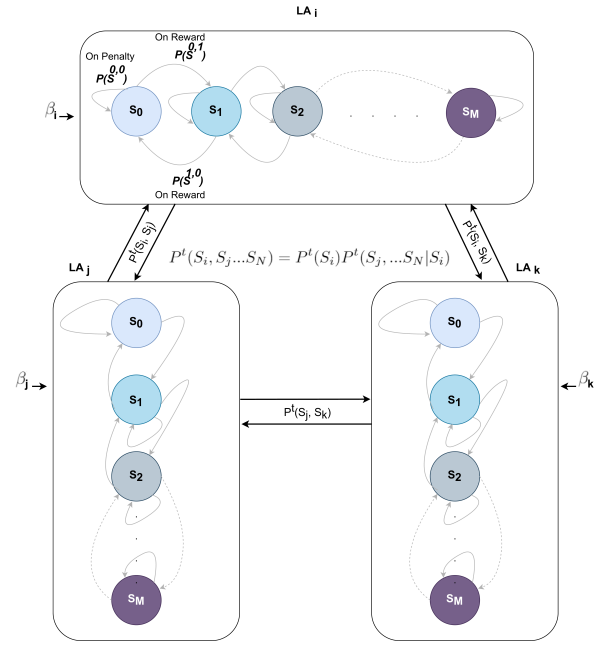 LA i
On Reward
P(S^0,1)
On Penalty
P(S^0,0)
βi
S0
S1
S2
. . . .
SM
P(S^1,0)
On Reward
P^t(Si, Sj)
P^t(Si, Sk)
P^t(Si, Sj...SN) = P^t(Si)P^t(Sj, ...SN|Si)
LA j
LA k
S0
S0
βj
S1
P^t(Sj, Sk)
S1
βk
S2
S2
.
.
.
.
.
.
SM
SM